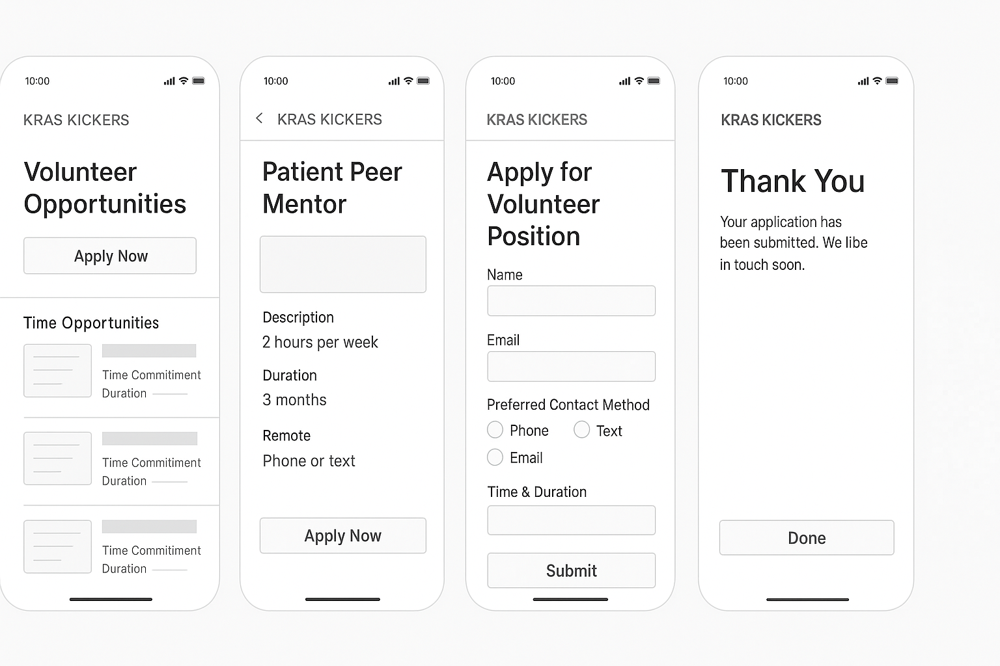 10:00
KRAS KICKERS
Volunteer
Opportunities
Apply Now
Time Opportunities
Time Commitiment
Duration
Time Commitiment
Duration
Time Commitiment
Duration
10:00
KRAS KICKERS
Patient Peer
Mentor
Description
2 hours per week
Duration
3 months
Remote
Phone or text
Apply Now
10:00
KRAS KICKERS
Apply for
Volunteer
Position
Name
Email
Preferred Contact Method
Phone
Text
Email
Time & Duration
Submit
10:00
KRAS KICKERS
Thank You
Your application has
been submitted. We libe
in touch soon.
Done